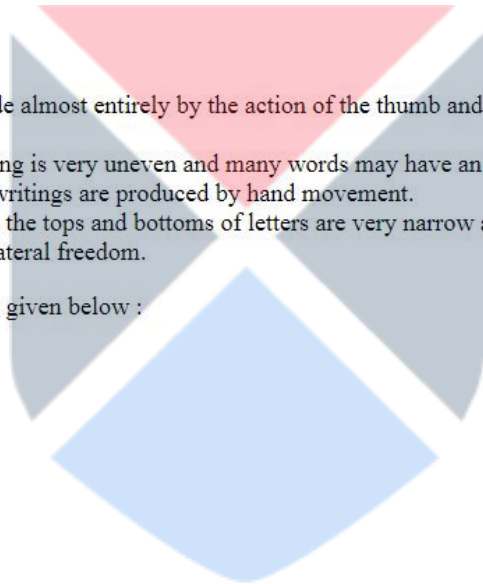 le almost entirely by the action of the thumb and
ng is very uneven and many words may have an
writings are produced by hand movement.
the tops and bottoms of letters are very narrow a
ateral freedom.
given below :